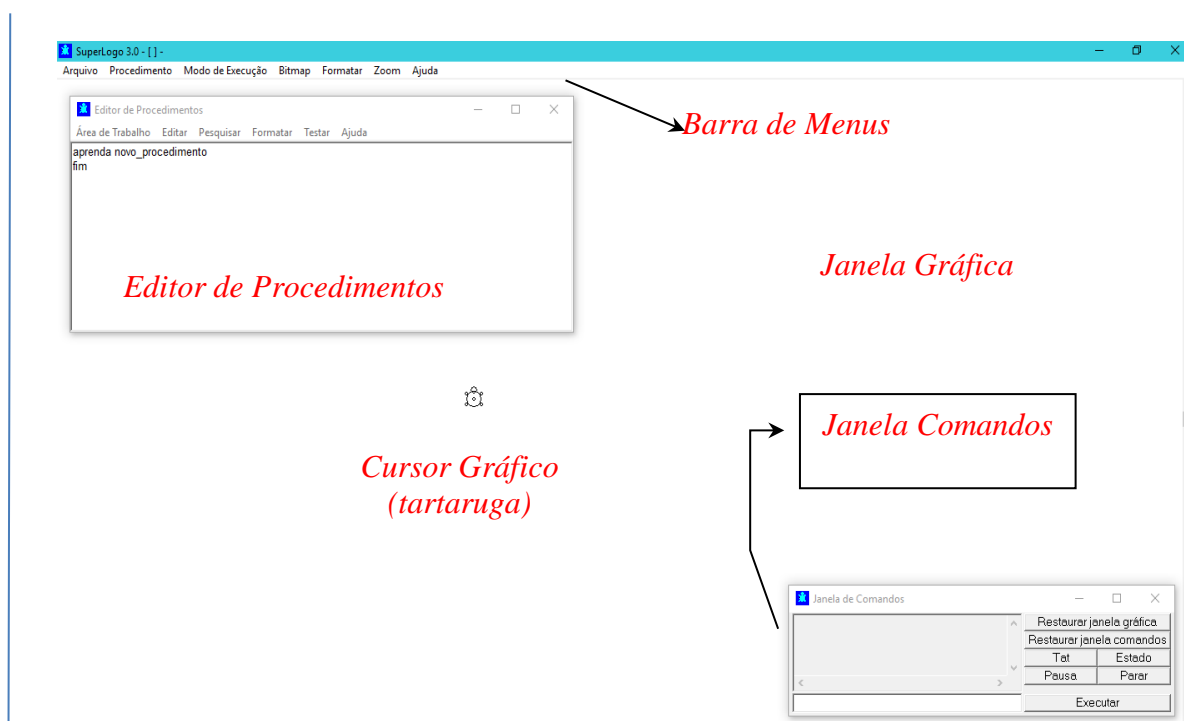 SuperLogo 3.0 - [ ] -
Arquivo Procedimento Modo de Execução Bitmap Formatar Zoom Ajuda
Editor de Procedimentos
Área de Trabalho Editar Pesquisar Formatar Testar Ajuda
aprenda novo_procedimento
fim
Barra de Menus
Editor de Procedimentos
Janela Gráfica
Cursor Gráfico
(tartaruga)
Janela Comandos
Janela de Comandos
Restaurar janela gráfica
Restaurar janela comandos
Tat Estado
Pausa Parar
Executar